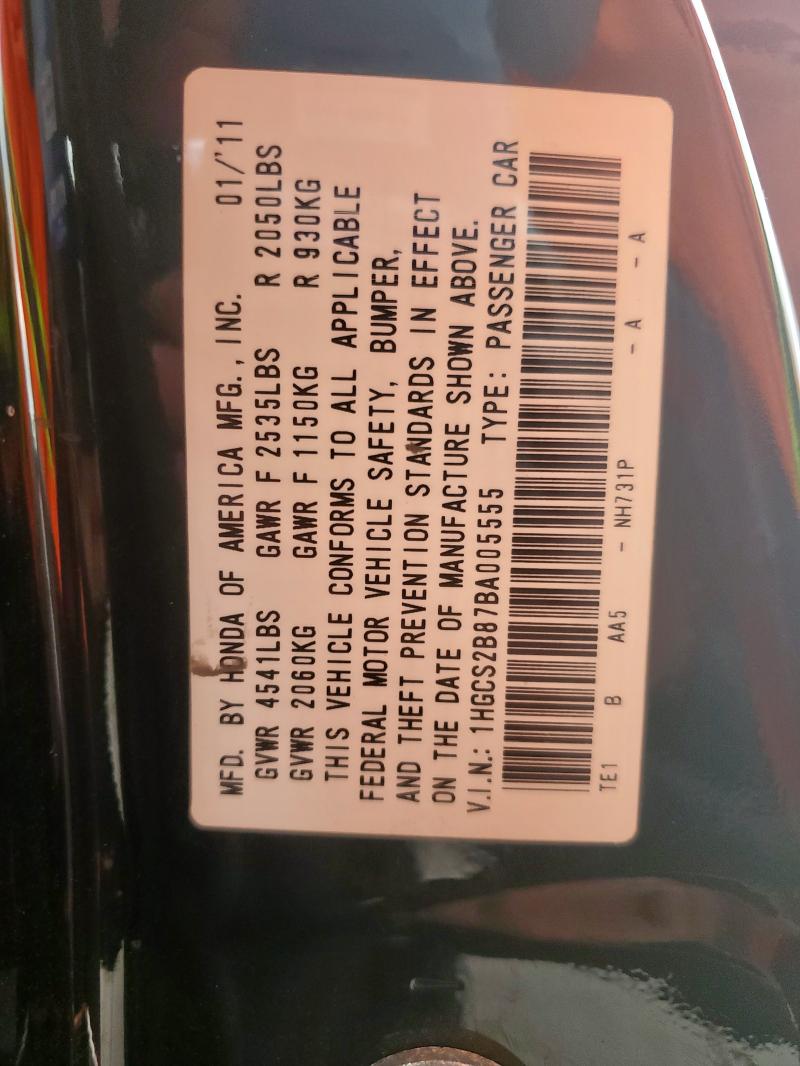 MFD. BY HONDA OF AMERICA MFG., INC. 01/'11
GVWR 4541LBS GAWR F 2535LBS R 2050LBS
GVWR 2060KG GAWR F 1150KG R 930KG
THIS VEHICLE CONFORMS TO ALL APPLICABLE
FEDERAL MOTOR VEHICLE SAFETY, BUMPER,
AND THEFT PREVENTION STANDARDS IN EFFECT
ON THE DATE OF MANUFACTURE SHOWN ABOVE.
V.I.N.: 1HGCS2B87BA005555 TYPE: PASSENGER CAR
TE1 B AA5 - NH731P - A - A